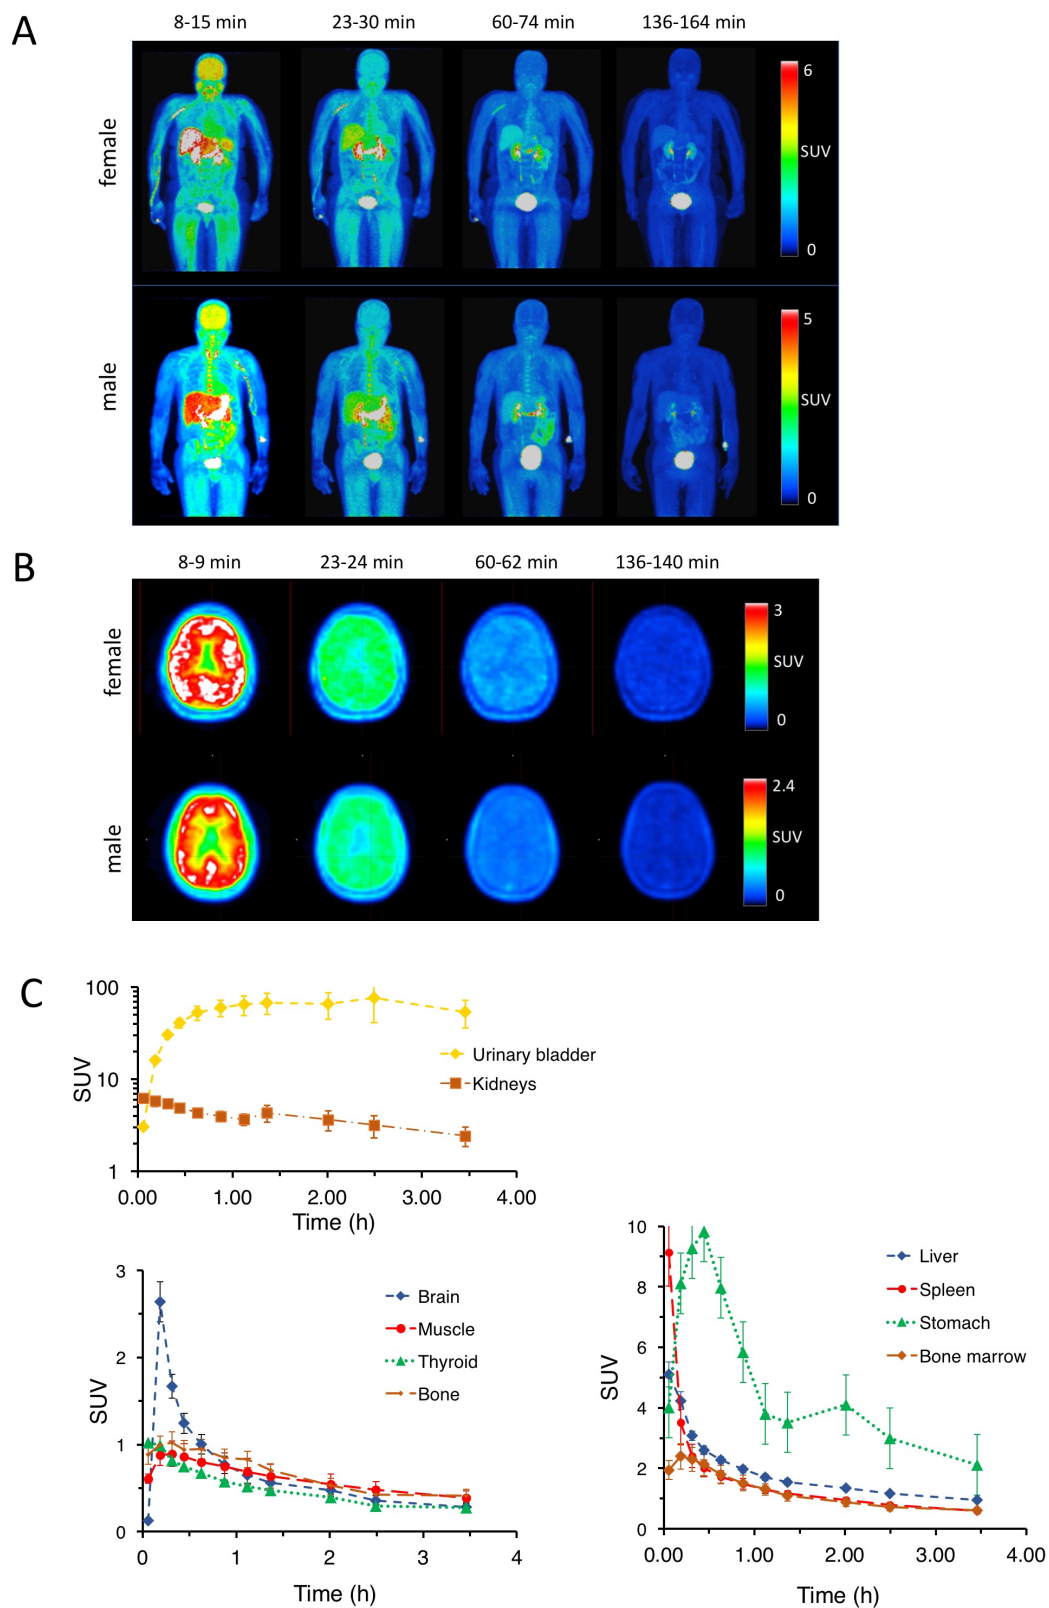 A
8-15 min 23-30 min 60-74 min 136-164 min
female
6
SUV
0
male
5
SUV
0
B
8-9 min 23-24 min 60-62 min 136-140 min
female
3
SUV
0
male
2.4
SUV
0
C
100
10
1
SUV
0.00 1.00 2.00 3.00 4.00
Time (h)
Urinary bladder
Kidneys
3
2
1
0
SUV
0 1 2 3 4
Time (h)
Brain
Muscle
Thyroid
Bone
10
8
6
4
2
0
SUV
0.00 1.00 2.00 3.00 4.00
Time (h)
Liver
Spleen
Stomach
Bone marrow